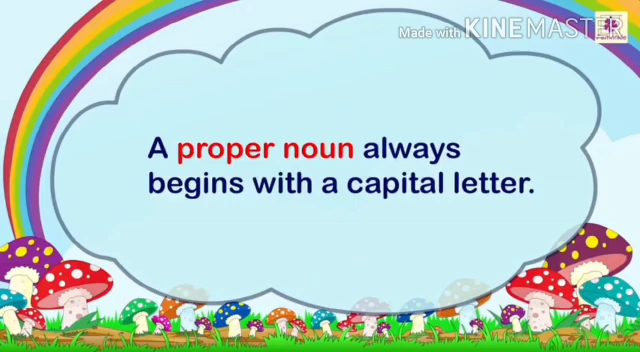 Made with KINEMASTER
A proper noun always
begins with a capital letter.